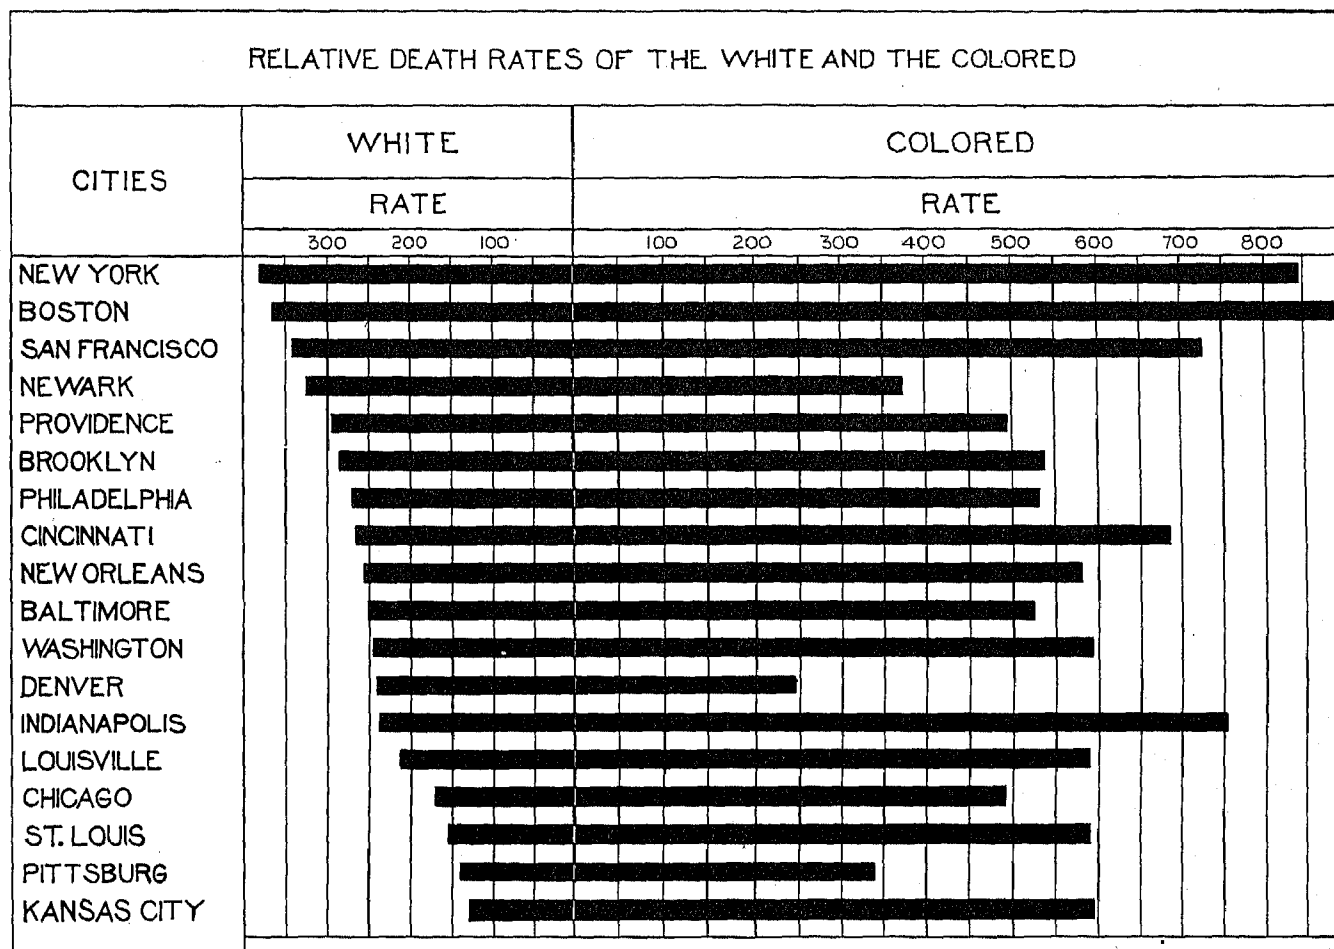 RELATIVE DEATH RATES OF THE WHITE AND THE COLORED
CITIES
WHITE
COLORED
RATE
RATE
300 200 100 100 200 300 400 500 600 700 800
NEW YORK
BOSTON
SAN FRANCISCO
NEWARK
PROVIDENCE
BROOKLYN
PHILADELPHIA
CINCINNATI
NEW ORLEANS
BALTIMORE
WASHINGTON
DENVER
INDIANAPOLIS
LOUISVILLE
CHICAGO
ST. LOUIS
PITTSBURG
KANSAS CITY